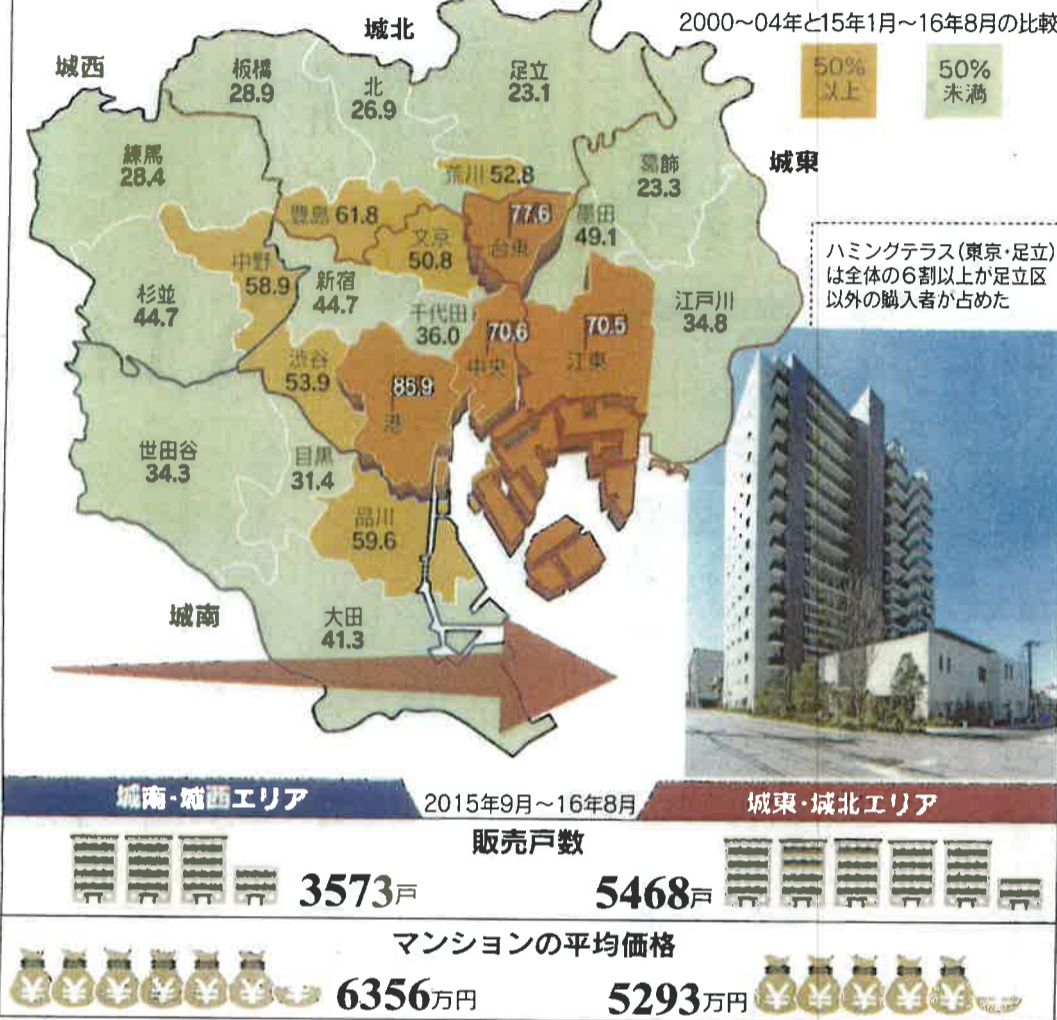 2000〜04年と15年1月〜16年8月の比較
50%
以上
50%
未満
城北
城西
城東
城南
板橋
28.9
北
26.9
足立
23.1
練馬
28.4
荒川 52.8
葛飾
23.3
豊島 61.8
文京
50.8
77.6
台東
墨田
49.1
中野
58.9
新宿
44.7
杉並
44.7
千代田
36.0
70.6
中央
70.5
江東
江戸川
34.8
渋谷
53.9
85.9
港
世田谷
34.3
目黒
31.4
品川
59.6
大田
41.3
ハミングテラス(東京・足立)
は全体の6割以上が足立区
以外の購入者が占めた
城南・城西エリア
2015年9月〜16年8月
城東・城北エリア
販売戸数
3573戸
5468戸
マンションの平均価格
¥ ¥ ¥ ¥ ¥ ¥ 6356万円
5293万円 ¥ ¥ ¥ ¥ ¥